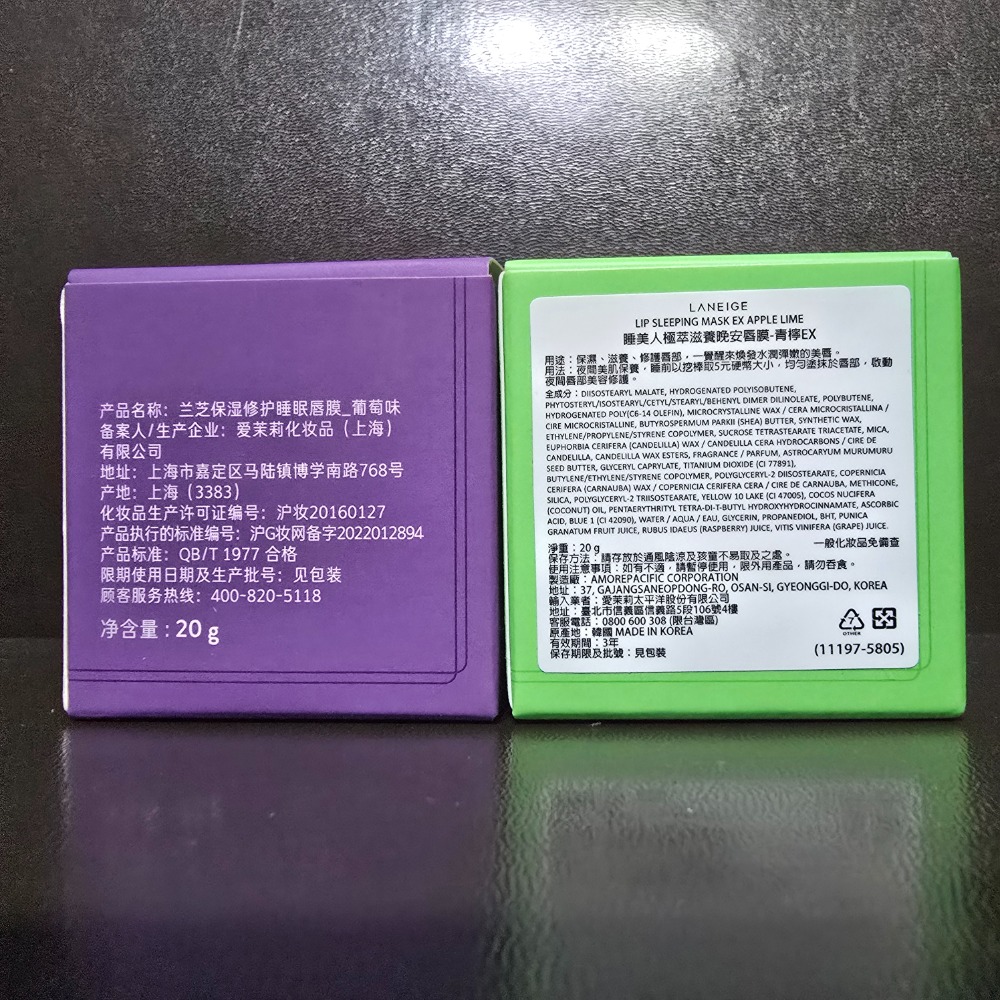 产品名称：兰芝保湿修护睡眠唇膜_葡萄味
备案人/生产企业：爱茉莉化妆品（上海）
有限公司
地址：上海市嘉定区马陆镇博学南路768号
产地：上海（3383）
化妆品生产许可证编号：沪妆20160127
产品执行的标准编号：沪G妆网备字2022012894
产品标准：QB/T 1977 合格
限期使用日期及生产批号：见包装
顾客服务热线：400-820-5118
净含量：20 g
LANEIGE
LIP SLEEPING MASK EX APPLE LIME
睡美人極萃滋養晚安唇膜-青檸EX
用途：保濕、滋養、修護唇部，一覺醒來煥發水潤彈嫩的美唇。
用法：夜間美肌保養，睡前以挖棒取5元硬幣大小，均勻塗抹於唇部，啟動
夜間唇部美容修護。
全成分：DIISOSTEARYL MALATE, HYDROGENATED POLYISOBUTENE,
PHYTOSTERYL/ISOSTEARYL/CETYL/STEARYL/BEHENYL DIMER DILINOLEATE, POLYBUTENE,
HYDROGENATED POLY(C6-14 OLEFIN), MICROCRYSTALLINE WAX / CERA MICROCRISTALLINA /
CIRE MICROCRISTALLINE, BUTYROSPERMUM PARKII (SHEA) BUTTER, SYNTHETIC WAX,
ETHYLENE/PROPYLENE/STYRENE COPOLYMER, SUCROSE TETRASTEARATE TRIACETATE, MICA,
EUPHORBIA CERIFERA (CANDELILLA) WAX / CANDELILLA CERA HYDROCARBONS / CIRE DE
CANDELILLA, CANDELILLA WAX ESTERS, FRAGRANCE / PARFUM, ASTROCARYUM MURUMURU
SEED BUTTER, GLYCERYL CAPRYLATE, TITANIUM DIOXIDE (CI 77891),
BUTYLENE/ETHYLENE/STYRENE COPOLYMER, POLYGLYCERYL-2 DIISOSTEARATE, COPERNICIA
CERIFERA (CARNAUBA) WAX / COPERNICIA CERIFERA CERA / CIRE DE CARNAUBA, METHICONE,
SILICA, POLYGLYCERYL-2 TRIISOSTEARATE, YELLOW 10 LAKE (CI 47005), COCOS NUCIFERA
(COCONUT) OIL, PENTAERYTHRITYL TETRA-DI-T-BUTYL HYDROXYHYDROCINNAMATE, ASCORBIC
ACID, BLUE 1 (CI 42090), WATER / AQUA / EAU, GLYCERIN, PROPANEDIOL, BHT, PUNICA
GRANATUM FRUIT JUICE, RUBUS IDAEUS (RASPBERRY) JUICE, VITIS VINIFERA (GRAPE) JUICE.
淨重：20 g 一般化妝品免備查
保存方法：請存放於通風陰涼及孩童不易取及之處。
使用注意事項：如有不適，請暫停使用，限外用產品，請勿吞食。
製造廠：AMOREPACIFIC CORPORATION
地址：37, GAJANGSANEOPDONG-RO, OSAN-SI, GYEONGGI-DO, KOREA
輸入業者：愛茉莉太平洋股份有限公司
地址：臺北市信義區信義路5段106號4樓
客服電話：0800 600 308 (限台灣區)
原產地：韓國 MADE IN KOREA
有效期間：3年
保存期限及批號：見包裝
7
OTHER
(11197-5805)